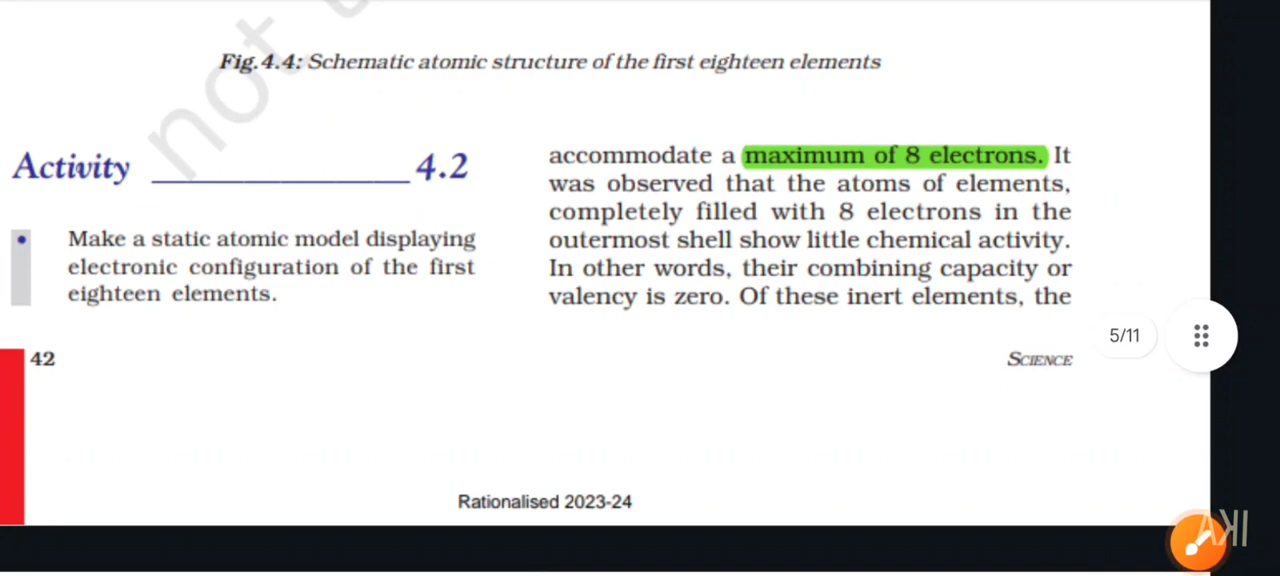 not t
Fig.4.4: Schematic atomic structure of the first eighteen elements
Activity 4.2
• Make a static atomic model displaying
electronic configuration of the first
eighteen elements.
accommodate a maximum of 8 electrons. It
was observed that the atoms of elements,
completely filled with 8 electrons in the
outermost shell show little chemical activity.
In other words, their combining capacity or
valency is zero. Of these inert elements, the
5/11
42
SCIENCE
Rationalised 2023-24